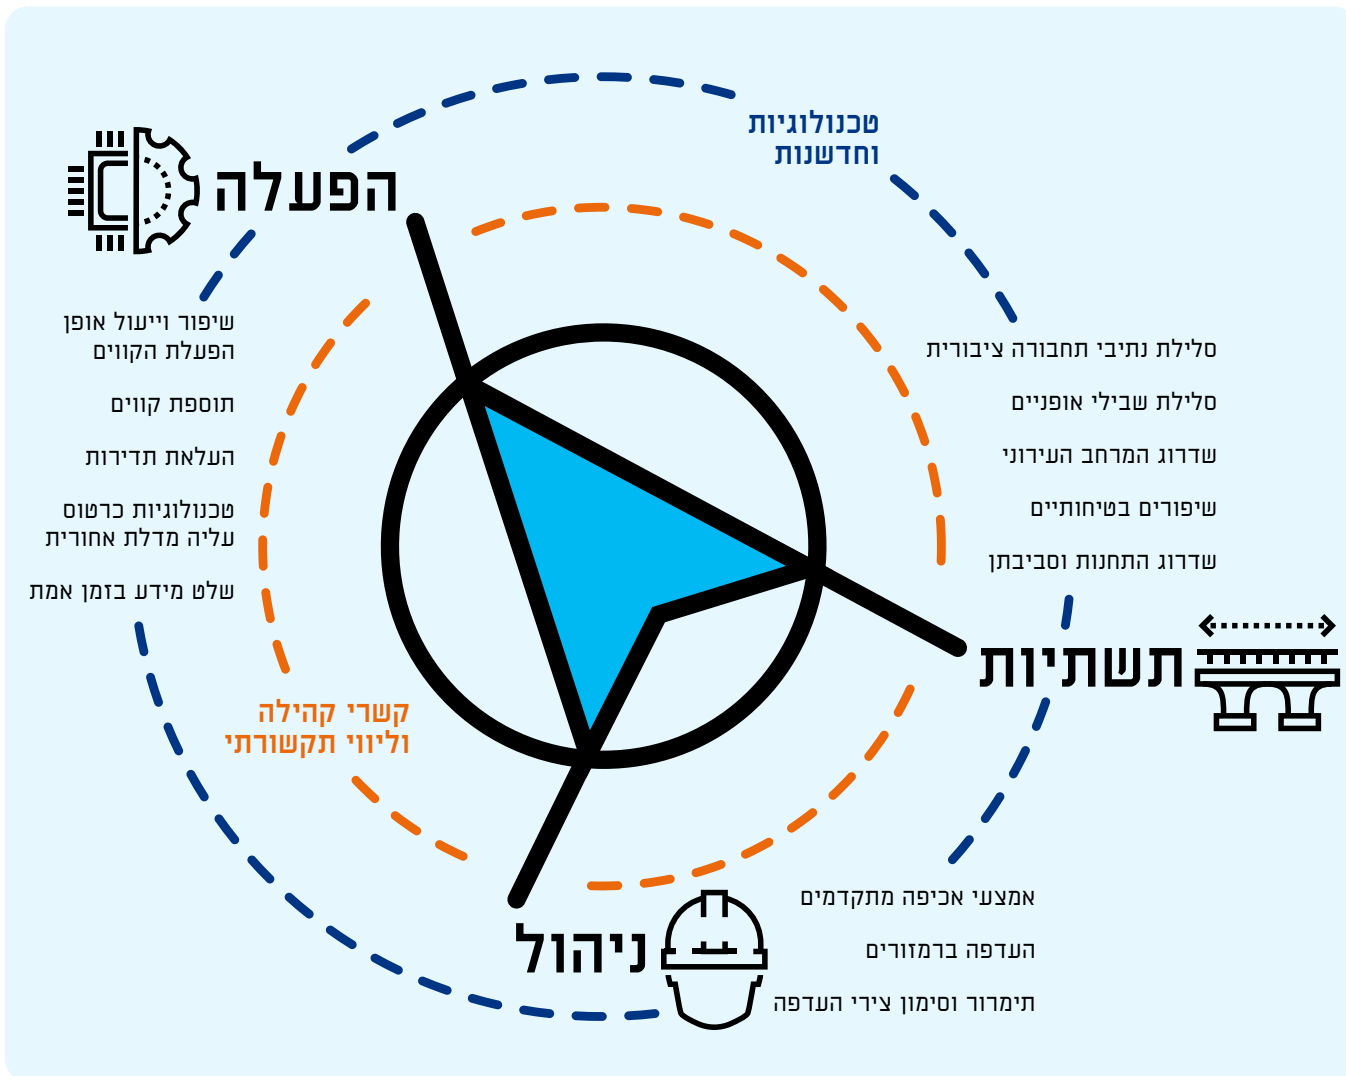 טכנולוגיות
וחדשנות
הפעלה
שיפור וייעול אופן
הפעלת הקווים
תוספת קווים
העלאת תדירות
טכנולוגיות כרטוס
עליה מדלת אחורית
שלט מידע בזמן אמת
סלילת נתיבי תחבורה ציבורית
סלילת שבילי אופניים
שדרוג המרחב העירוני
שיפורים בטיחותיים
שדרוג התחנות וסביבתן
תשתיות
קשרי קהילה
וליווי תקשורתי
ניהול
אמצעי אכיפה מתקדמים
העדפה ברמזורים
תימרור וסימון צירי העדפה